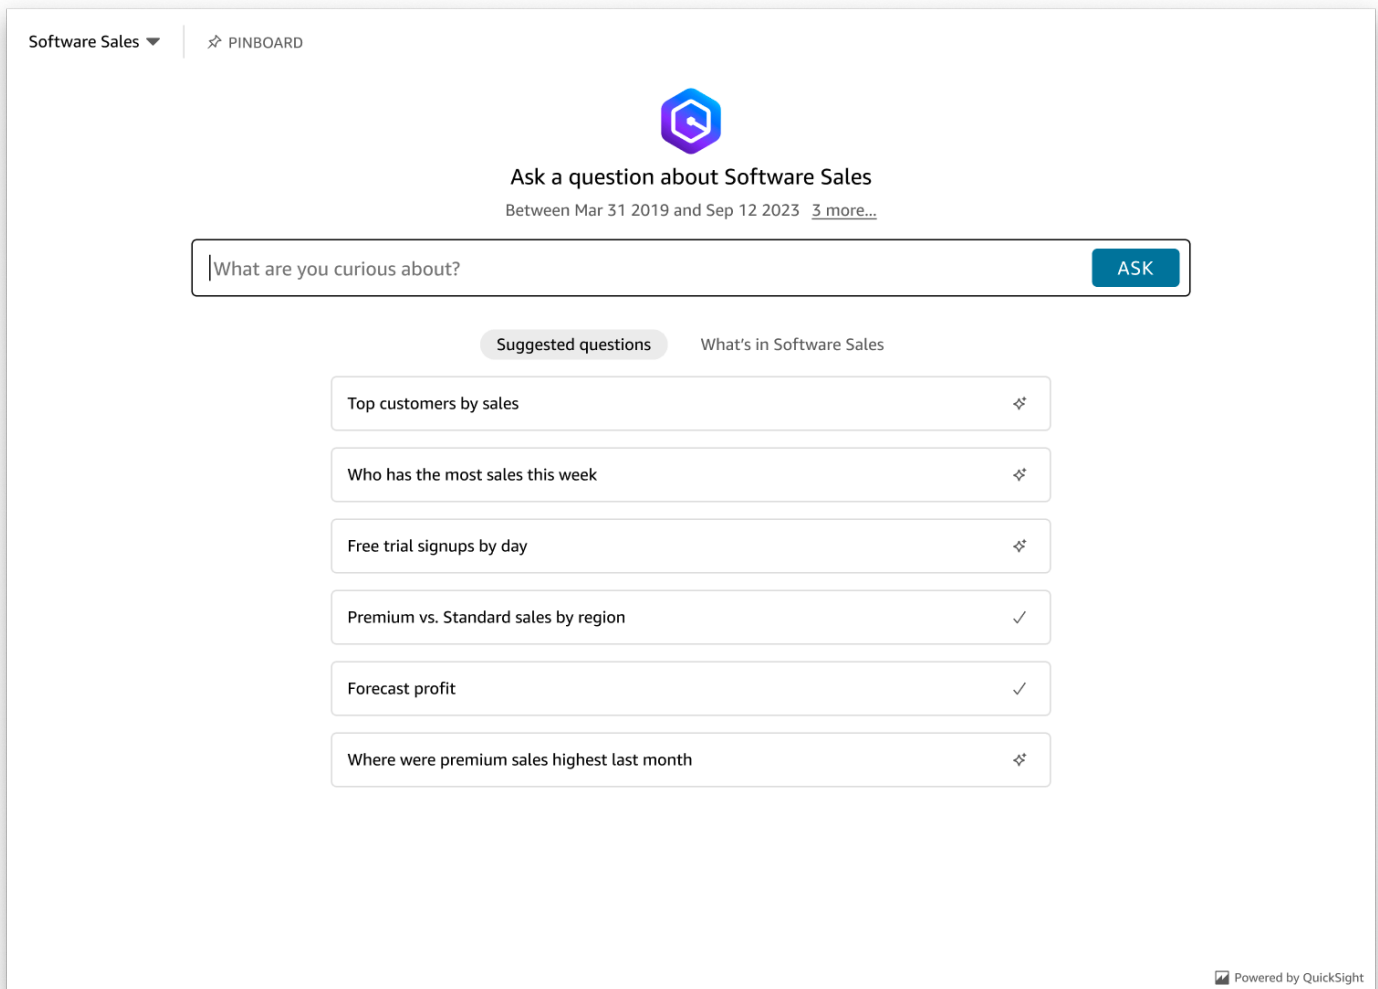 Software Sales
PINBOARD
Ask a question about Software Sales
Between Mar 31 2019 and Sep 12 2023 3 more...
What are you curious about?
ASK
Suggested questions
What's in Software Sales
Top customers by sales
Who has the most sales this week
Free trial signups by day
Premium vs. Standard sales by region
Forecast profit
Where were premium sales highest last month
Powered by QuickSight